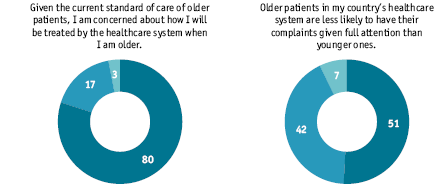 Given the current standard of care of older
patients, I am concerned about how I will
be treated by the healthcare system when
I am older.
3
17
80
Older patients in my country's healthcare
system are less likely to have their
complaints given full attention than
younger ones.
7
42
51